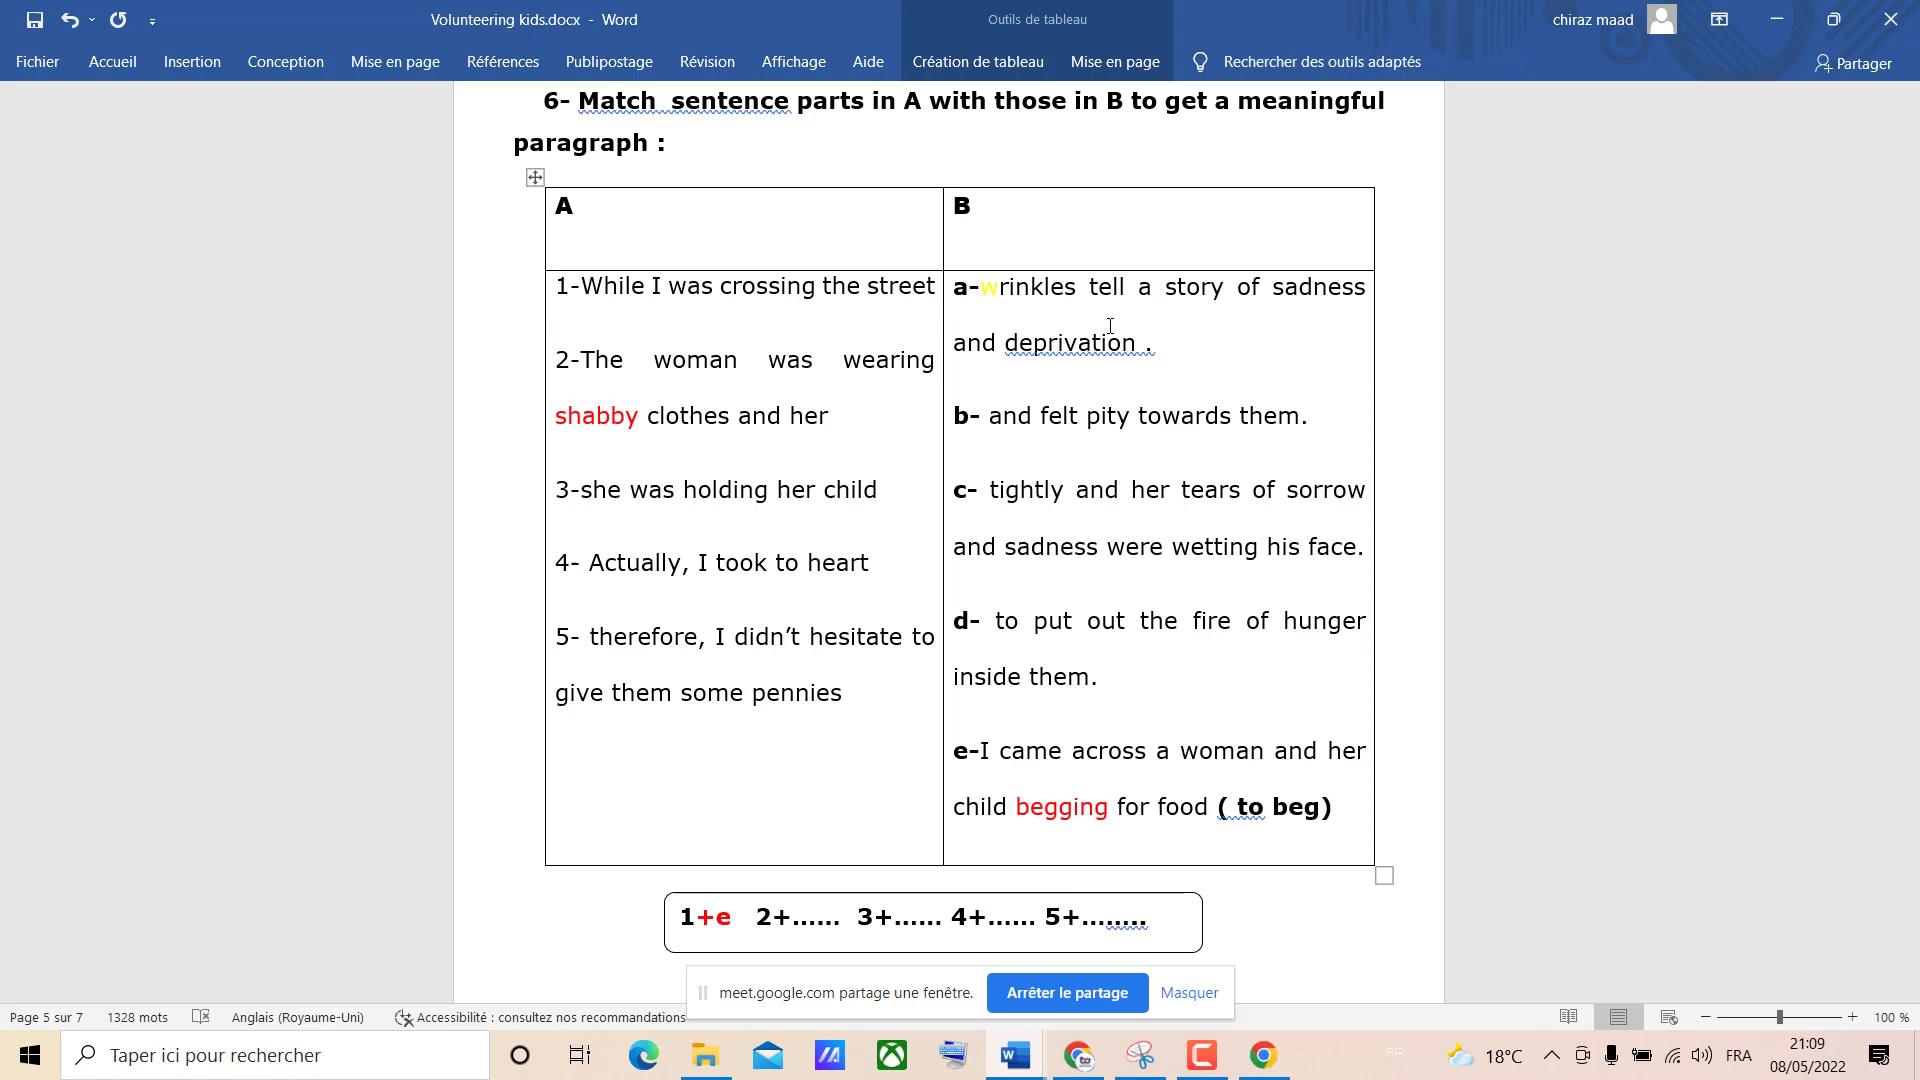 Volunteering kids.docx - Word
Outils de tableau
chiraz maad
Fichier Accueil Insertion Conception Mise en page Références Publipostage Révision Affichage Aide Création de tableau Mise en page Rechercher des outils adaptés Partager
6- Match sentence parts in A with those in B to get a meaningful
paragraph :
A
B
1-While I was crossing the street
2-The woman was wearing
shabby clothes and her
3-she was holding her child
4- Actually, I took to heart
5- therefore, I didn’t hesitate to
give them some pennies
a-wrinkles tell a story of sadness
and deprivation .
b- and felt pity towards them.
c- tightly and her tears of sorrow
and sadness were wetting his face.
d- to put out the fire of hunger
inside them.
e-I came across a woman and her
child begging for food ( to beg)
1+e 2+...... 3+...... 4+...... 5+........
meet.google.com partage une fenêtre. Arrêter le partage Masquer
Page 5 sur 7 1328 mots Anglais (Royaume-Uni) Accessibilité : consultez nos recommandations 100 %
Taper ici pour rechercher
FR
18°C
FRA
21:09
08/05/2022